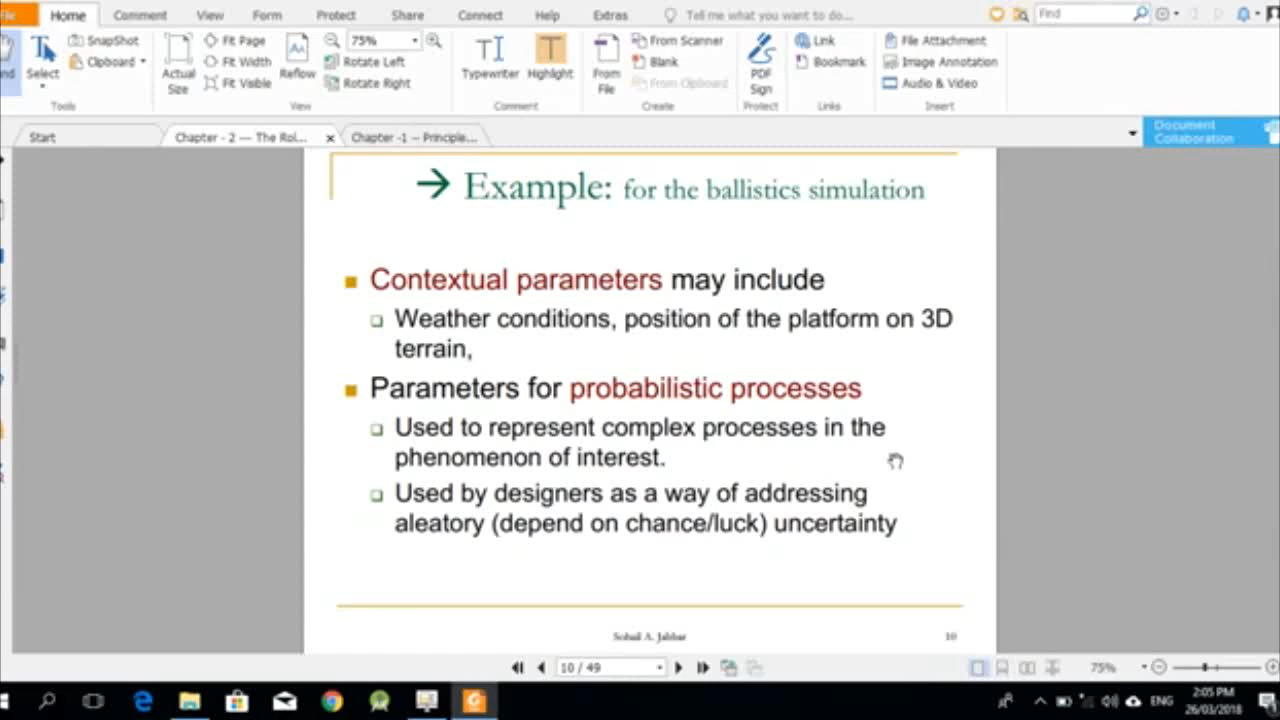 File Home Comment View Form Protect Share Connect Help Extras Tell me what you want to do... Find
SnapShot Fit Page 75% From Scanner Link File Attachment
Select Clipboard Actual Size Fit Width Reflow Rotate Left Typewriter Highlight From File Blank PDF Sign Bookmark Image Annotation
Fit Visible Rotate Right From Clipboard Audio & Video
Tools View Comment Create Protect Links Insert
Start Chapter - 2 — The Rol... x Chapter -1 -- Principle... Document Collaboration
→ Example: for the ballistics simulation
Contextual parameters may include
Weather conditions, position of the platform on 3D
terrain,
Parameters for probabilistic processes
Used to represent complex processes in the
phenomenon of interest.
Used by designers as a way of addressing
aleatory (depend on chance/luck) uncertainty
Sohail A. Jabbar 10
10 / 49 75%
ENG 2:05 PM
26/03/2018